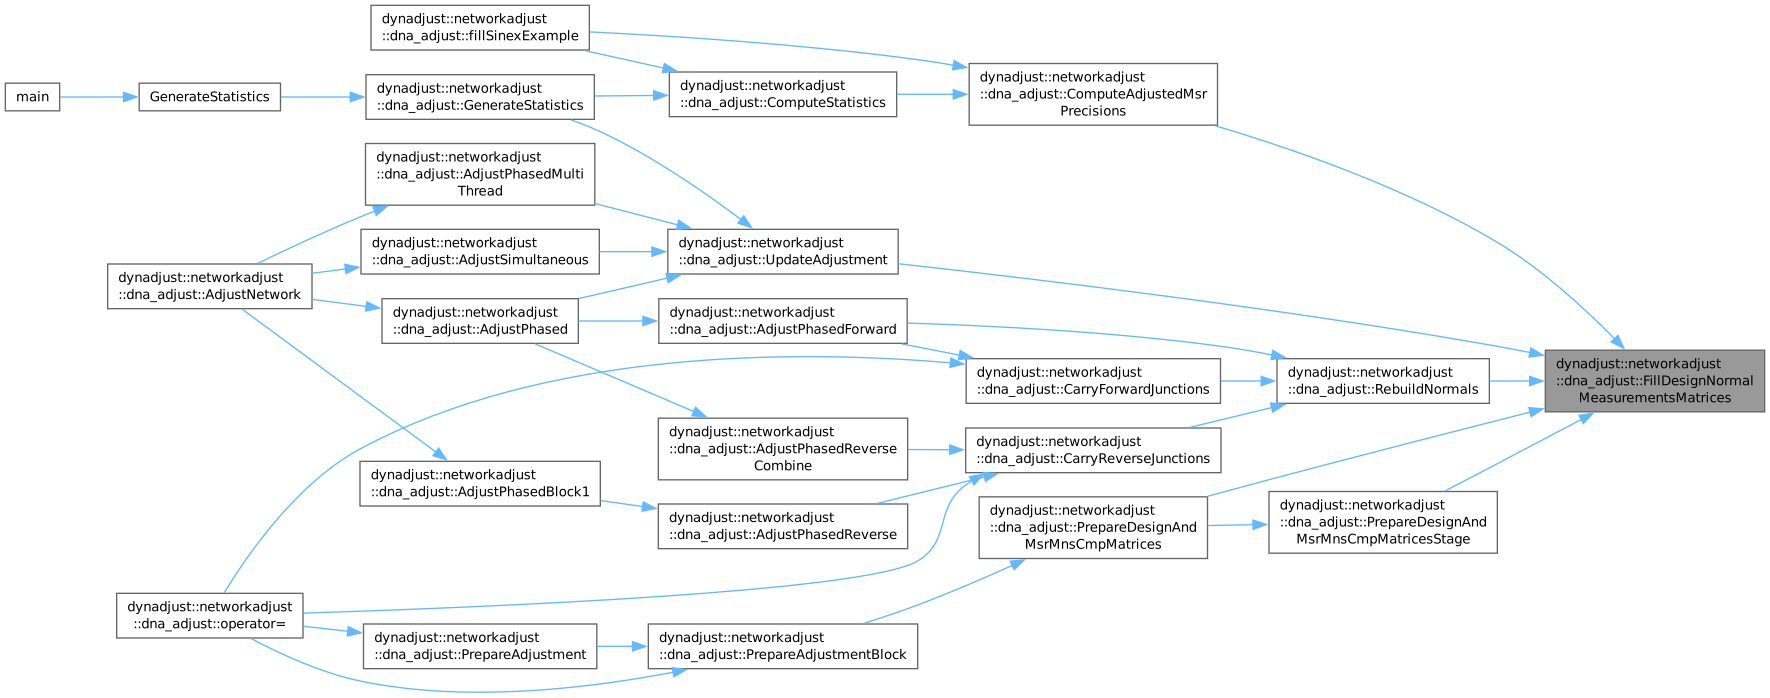 dynadjust::networkadjust
::dna_adjust::fillSinexExample
main
GenerateStatistics
dynadjust::networkadjust
::dna_adjust::GenerateStatistics
dynadjust::networkadjust
::dna_adjust::ComputeStatistics
dynadjust::networkadjust
::dna_adjust::ComputeAdjustedMsr
Precisions
dynadjust::networkadjust
::dna_adjust::AdjustPhasedMulti
Thread
dynadjust::networkadjust
::dna_adjust::AdjustSimultaneous
dynadjust::networkadjust
::dna_adjust::UpdateAdjustment
dynadjust::networkadjust
::dna_adjust::AdjustNetwork
dynadjust::networkadjust
::dna_adjust::AdjustPhased
dynadjust::networkadjust
::dna_adjust::AdjustPhasedForward
dynadjust::networkadjust
::dna_adjust::CarryForwardJunctions
dynadjust::networkadjust
::dna_adjust::RebuildNormals
dynadjust::networkadjust
::dna_adjust::FillDesignNormal
MeasurementsMatrices
dynadjust::networkadjust
::dna_adjust::AdjustPhasedReverse
Combine
dynadjust::networkadjust
::dna_adjust::CarryReverseJunctions
dynadjust::networkadjust
::dna_adjust::AdjustPhasedBlock1
dynadjust::networkadjust
::dna_adjust::AdjustPhasedReverse
dynadjust::networkadjust
::dna_adjust::PrepareDesignAnd
MsrMnsCmpMatrices
dynadjust::networkadjust
::dna_adjust::PrepareDesignAnd
MsrMnsCmpMatricesStage
dynadjust::networkadjust
::dna_adjust::operator=
dynadjust::networkadjust
::dna_adjust::PrepareAdjustment
dynadjust::networkadjust
::dna_adjust::PrepareAdjustmentBlock